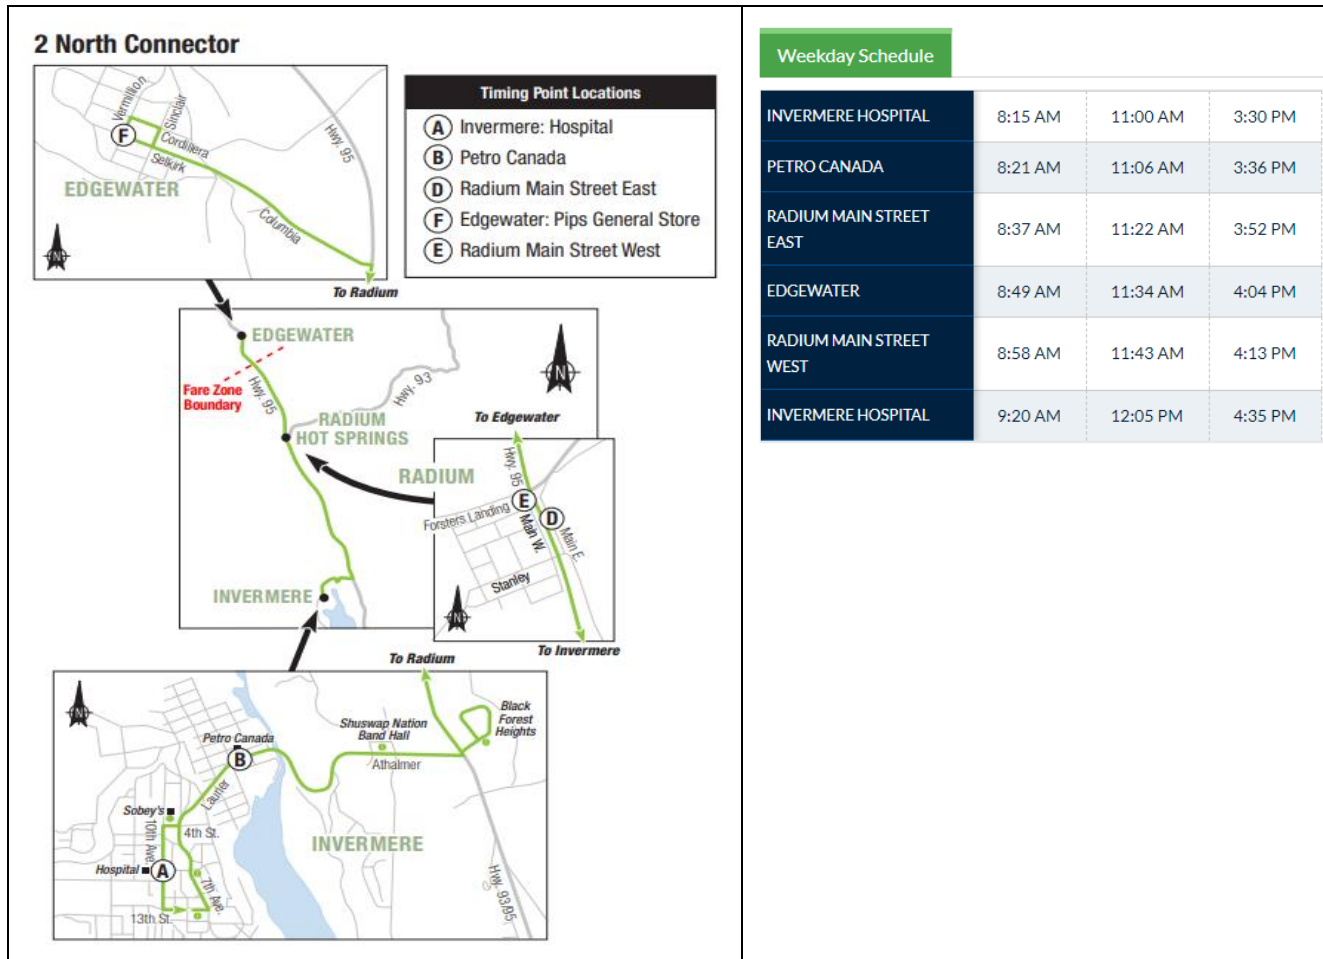 2 North Connector
Vermillion
Sinclair
Cordillera
Selkirk
F
EDGEWATER
Columbia
Hwy. 95
N
To Radium
Timing Point Locations
A Invermere: Hospital
B Petro Canada
D Radium Main Street East
F Edgewater: Pips General Store
E Radium Main Street West
EDGEWATER
Fare Zone
Boundary
Hwy. 95
Hwy. 93
N
RADIUM
HOT SPRINGS
INVERMERE
To Edgewater
RADIUM
Hwy. 95
E
Forsters Landing
D
Main W.
Main E.
Stanley
N
To Invermere
To Radium
N
Black
Forest
Heights
Shuswap Nation
Band Hall
Petro Canada
B
Athalmer
Laurier
Sobey's
10th Ave.
4th St.
INVERMERE
Hospital
A
7th Ave.
13th St.
Hwy. 93/95
Weekday Schedule
INVERMERE HOSPITAL 8:15 AM 11:00 AM 3:30 PM
PETRO CANADA 8:21 AM 11:06 AM 3:36 PM
RADIUM MAIN STREET
EAST 8:37 AM 11:22 AM 3:52 PM
EDGEWATER 8:49 AM 11:34 AM 4:04 PM
RADIUM MAIN STREET
WEST 8:58 AM 11:43 AM 4:13 PM
INVERMERE HOSPITAL 9:20 AM 12:05 PM 4:35 PM